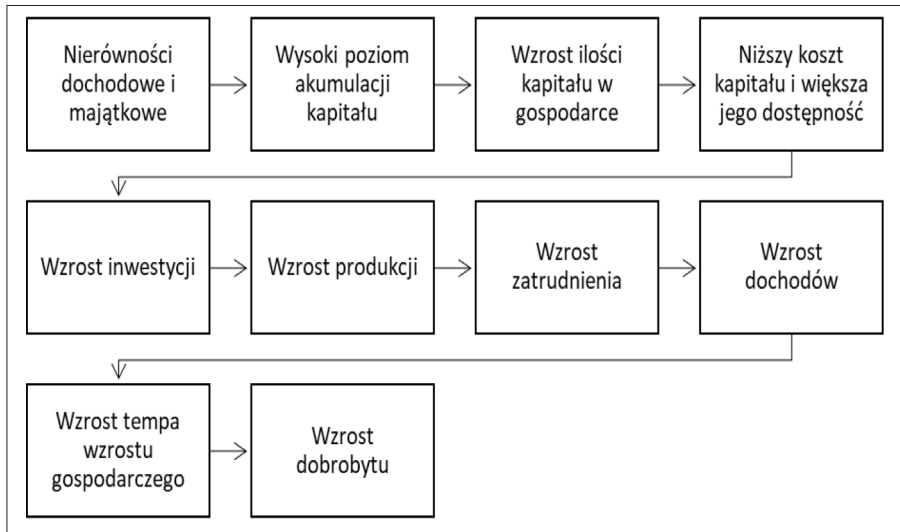 Nierówności
dochodowe i
majątkowe
Wysoki poziom
akumulacji
kapitału
Wzrost ilości
kapitału w
gospodarce
Niższy koszt
kapitału i większa
jego dostępność
Wzrost inwestycji
Wzrost produkcji
Wzrost
zatrudnienia
Wzrost
dochodów
Wzrost tempa
wzrostu
gospodarczego
Wzrost
dobrobytu